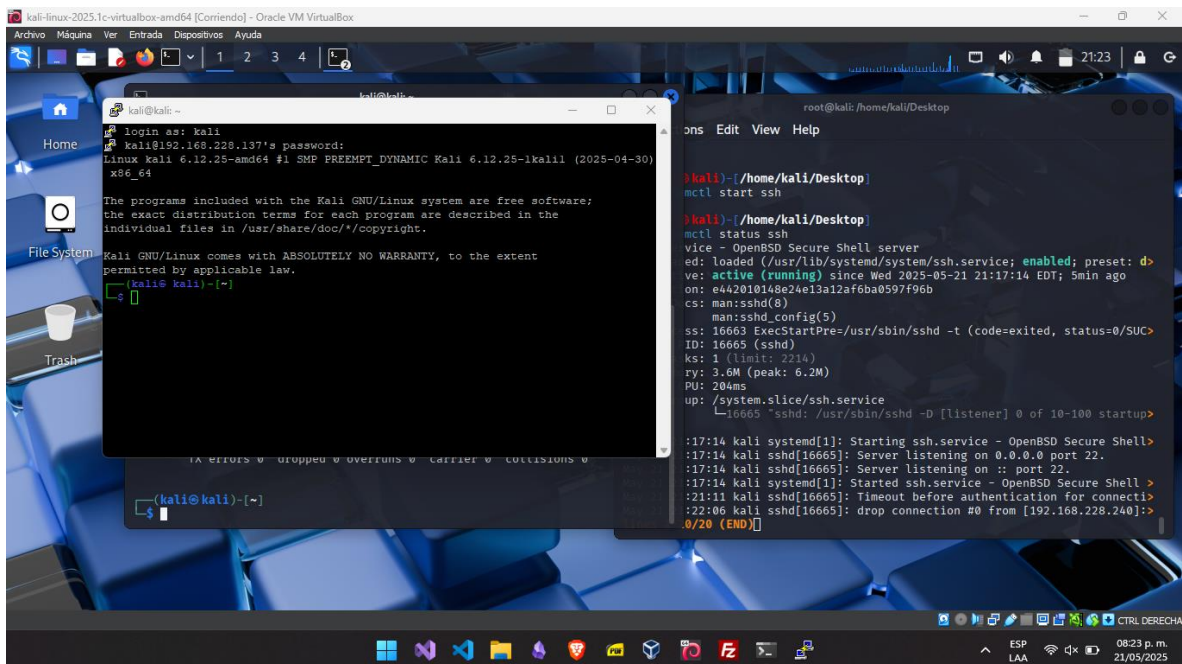 kali-linux-2025.1c-virtualbox-amd64 [Corriendo] - Oracle VM VirtualBox
Archivo Máquina Ver Entrada Dispositivos Ayuda
1 2 3 4 21:23
kali@kali: ~
Home
File System
Trash
kali@kali: ~
login as: kali
kali@192.168.228.137's password:
Linux kali 6.12.25-amd64 #1 SMP PREEMPT_DYNAMIC Kali 6.12.25-1kali1 (2025-04-30)
x86_64
The programs included with the Kali GNU/Linux system are free software;
the exact distribution terms for each program are described in the
individual files in /usr/share/doc/*/copyright.
Kali GNU/Linux comes with ABSOLUTELY NO WARRANTY, to the extent
permitted by applicable law.
┌──(kali㉿kali)-[~]
└─$
TX errors 0 dropped 0 overruns 0 carrier 0 collisions 0
┌──(kali㉿kali)-[~]
└─$
root@kali: /home/kali/Desktop
ons Edit View Help
kali)-[/home/kali/Desktop]
mctl start ssh
kali)-[/home/kali/Desktop]
mctl status ssh
vice - OpenBSD Secure Shell server
ed: loaded (/usr/lib/systemd/system/ssh.service; enabled; preset: d>
ve: active (running) since Wed 2025-05-21 21:17:14 EDT; 5min ago
on: e442010148e24e13a12af6ba0597f96b
cs: man:sshd(8)
man:sshd_config(5)
ss: 16663 ExecStartPre=/usr/sbin/sshd -t (code=exited, status=0/SUC>
ID: 16665 (sshd)
ks: 1 (limit: 2214)
ry: 3.6M (peak: 6.2M)
PU: 204ms
up: /system.slice/ssh.service
└─16665 "sshd: /usr/sbin/sshd -D [listener] 0 of 10-100 startup>
:17:14 kali systemd[1]: Starting ssh.service - OpenBSD Secure Shell>
:17:14 kali sshd[16665]: Server listening on 0.0.0.0 port 22.
:17:14 kali sshd[16665]: Server listening on :: port 22.
:17:14 kali systemd[1]: Started ssh.service - OpenBSD Secure Shell >
:21:11 kali sshd[16665]: Timeout before authentication for connecti>
:22:06 kali sshd[16665]: drop connection #0 from [192.168.228.240]:>
0/20 (END)
CTRL DERECHA
ESP
LAA
08:23 p. m.
21/05/2025